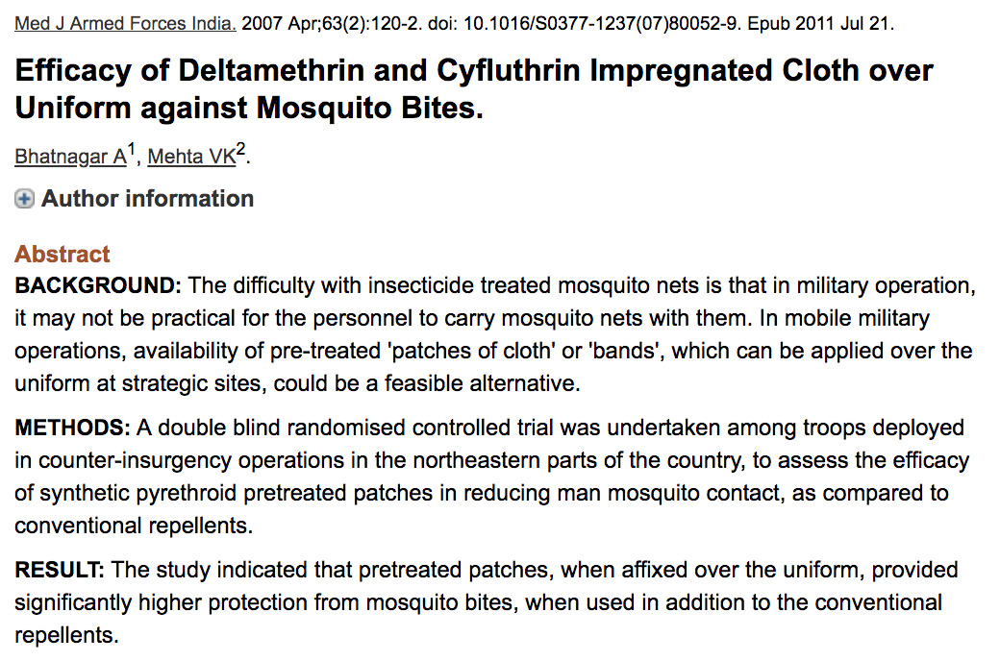 Med J Armed Forces India. 2007 Apr;63(2):120-2. doi: 10.1016/S0377-1237(07)80052-9. Epub 2011 Jul 21.
Efficacy of Deltamethrin and Cyfluthrin Impregnated Cloth over
Uniform against Mosquito Bites.
Bhatnagar A1, Mehta VK2.
Author information
Abstract
BACKGROUND: The difficulty with insecticide treated mosquito nets is that in military operation,
it may not be practical for the personnel to carry mosquito nets with them. In mobile military
operations, availability of pre-treated 'patches of cloth' or 'bands', which can be applied over the
uniform at strategic sites, could be a feasible alternative.
METHODS: A double blind randomised controlled trial was undertaken among troops deployed
in counter-insurgency operations in the northeastern parts of the country, to assess the efficacy
of synthetic pyrethroid pretreated patches in reducing man mosquito contact, as compared to
conventional repellents.
RESULT: The study indicated that pretreated patches, when affixed over the uniform, provided
significantly higher protection from mosquito bites, when used in addition to the conventional
repellents.